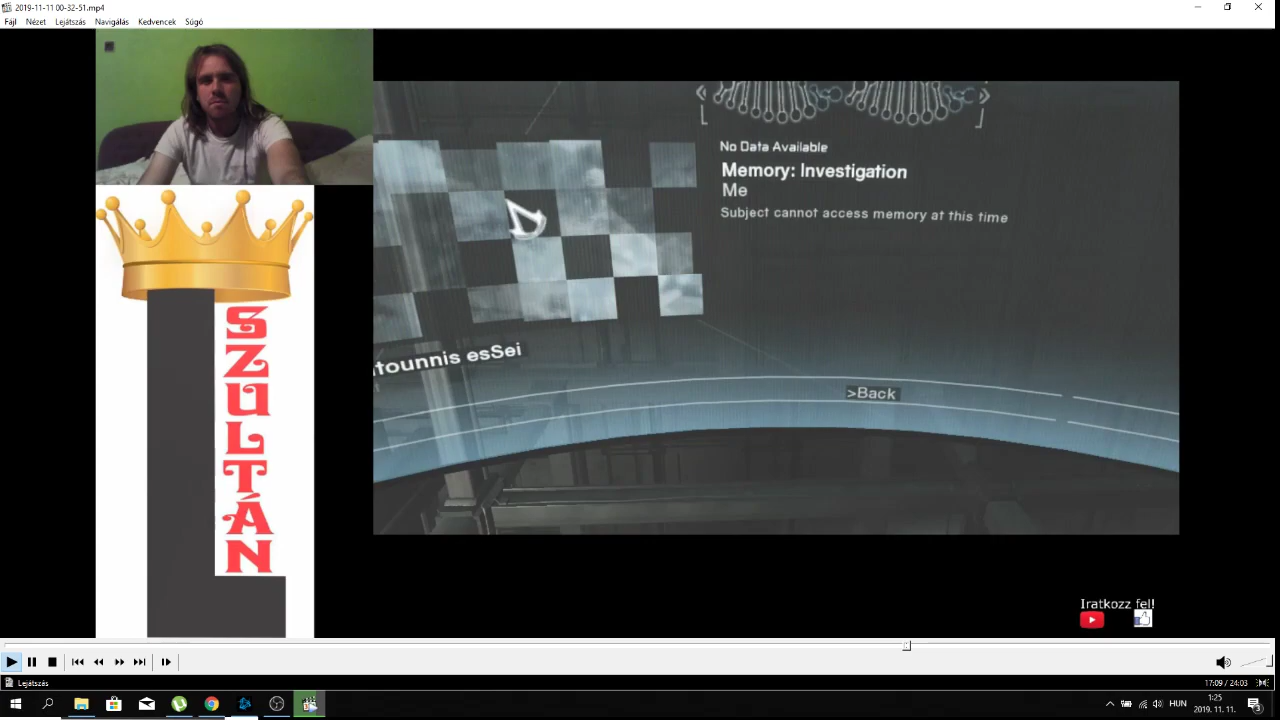 2019-11-11 00-32-51.mp4
Fájl Nézet Lejátszás Navigálás Kedvencek Súgó
No Data Available
Memory: Investigation
Me
Subject cannot access memory at this time
tounnis esSei
>Back
L
SZULTÁN
Iratkozz fel!
Lejátszás
17:09 / 24:03
HUN
1:25
2019. 11. 11.
3